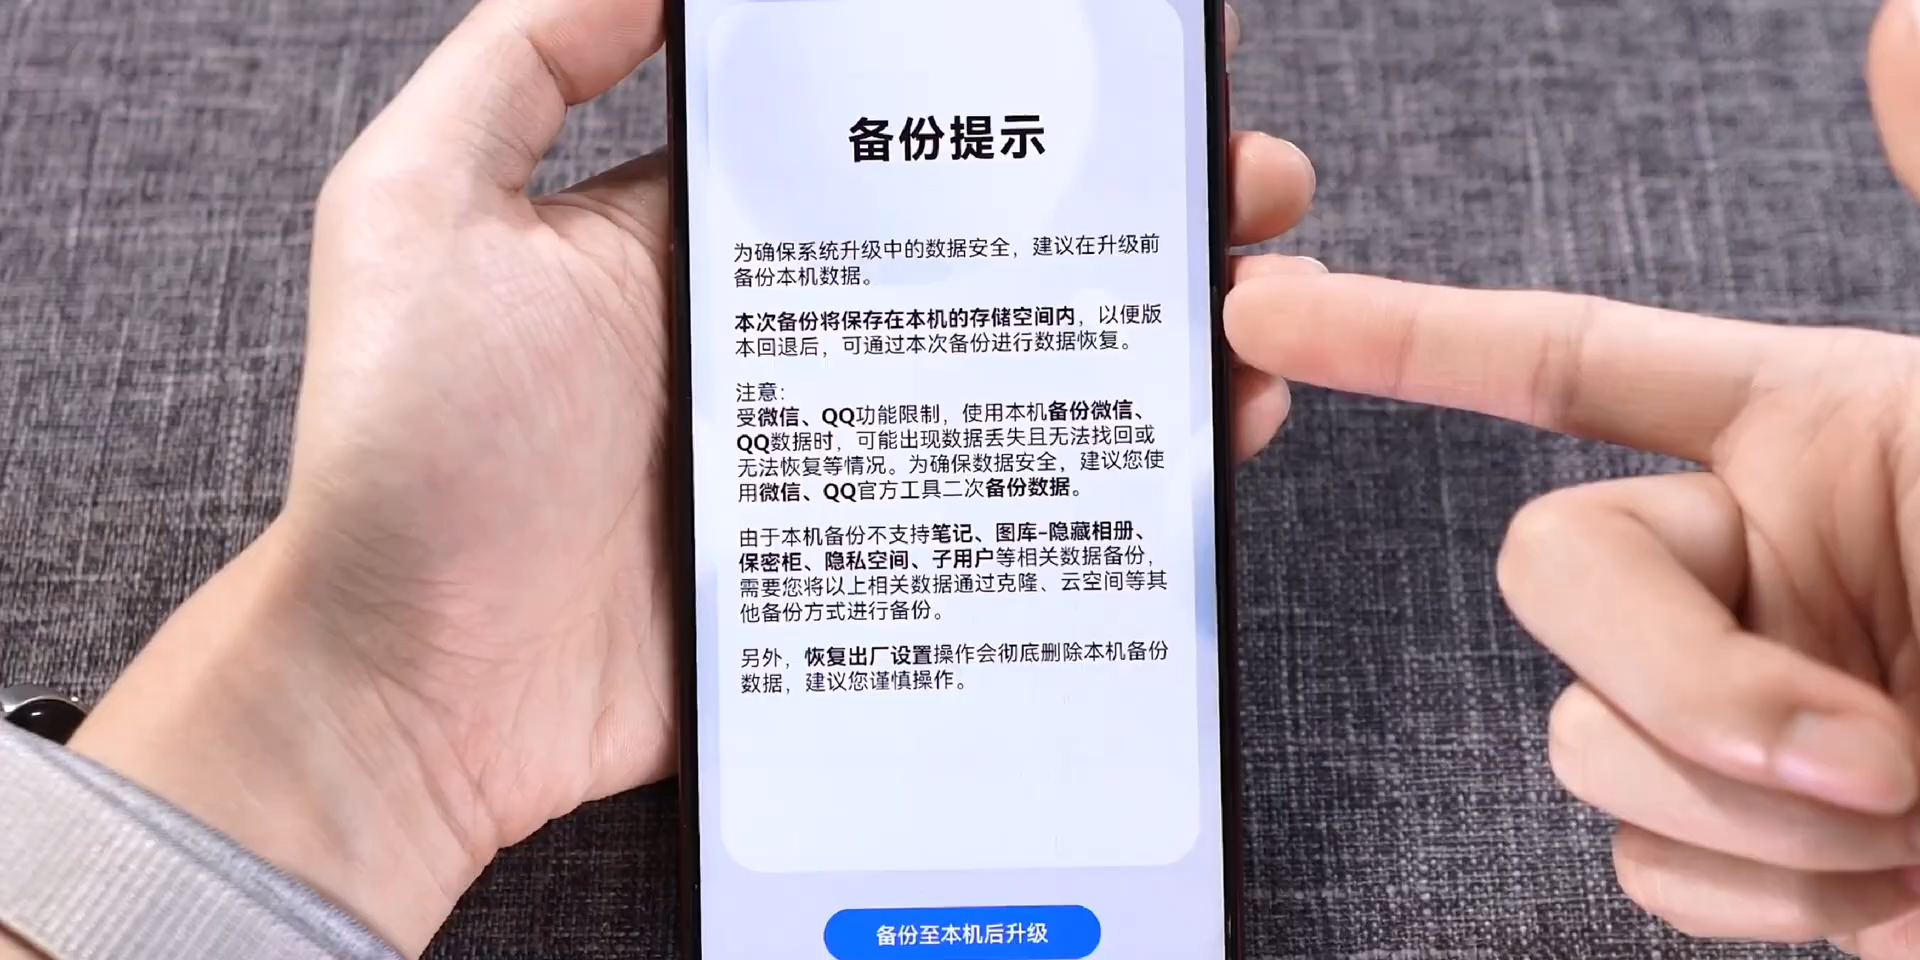 备份提示
为确保系统升级中的数据安全，建议在升级前
备份本机数据。
本次备份将保存在本机的存储空间内，以便版
本回退后，可通过本次备份进行数据恢复。
注意：
受微信、QQ功能限制，使用本机备份微信、
QQ数据时，可能出现数据丢失且无法找回或
无法恢复等情况。为确保数据安全，建议您使
用微信、QQ官方工具二次备份数据。
由于本机备份不支持笔记、图库-隐藏相册、
保密柜、隐私空间、子用户等相关数据备份，
需要您将以上相关数据通过克隆、云空间等其
他备份方式进行备份。
另外，恢复出厂设置操作会彻底删除本机备份
数据，建议您谨慎操作。
备份至本机后升级